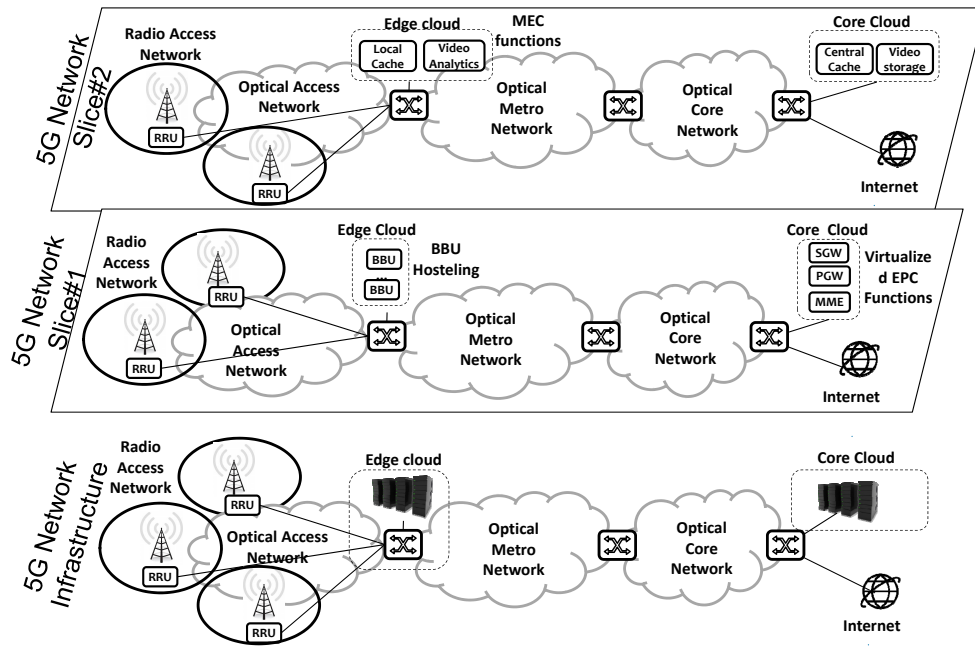 5G Network
Slice#2
Radio Access
Network
Edge cloud
MEC
functions
Core Cloud
Local
Cache
Video
Analytics
Central
Cache
Video
storage
Optical Access
Network
Optical
Metro
Network
Optical
Core
Network
RRU
RRU
Internet
5G Network
Slice#1
Radio
Access
Network
Edge Cloud
BBU
Hosteling
BBU
...
BBU
Core Cloud
SGW
PGW
MME
Virtualize
d EPC
Functions
RRU
RRU
Optical
Access
Network
Optical
Metro
Network
Optical
Core
Network
Internet
5G Network
Infrastructure
Radio
Access
Network
Edge cloud
Core Cloud
RRU
RRU
RRU
Optical Access
Network
Optical
Metro
Network
Optical
Core
Network
Internet